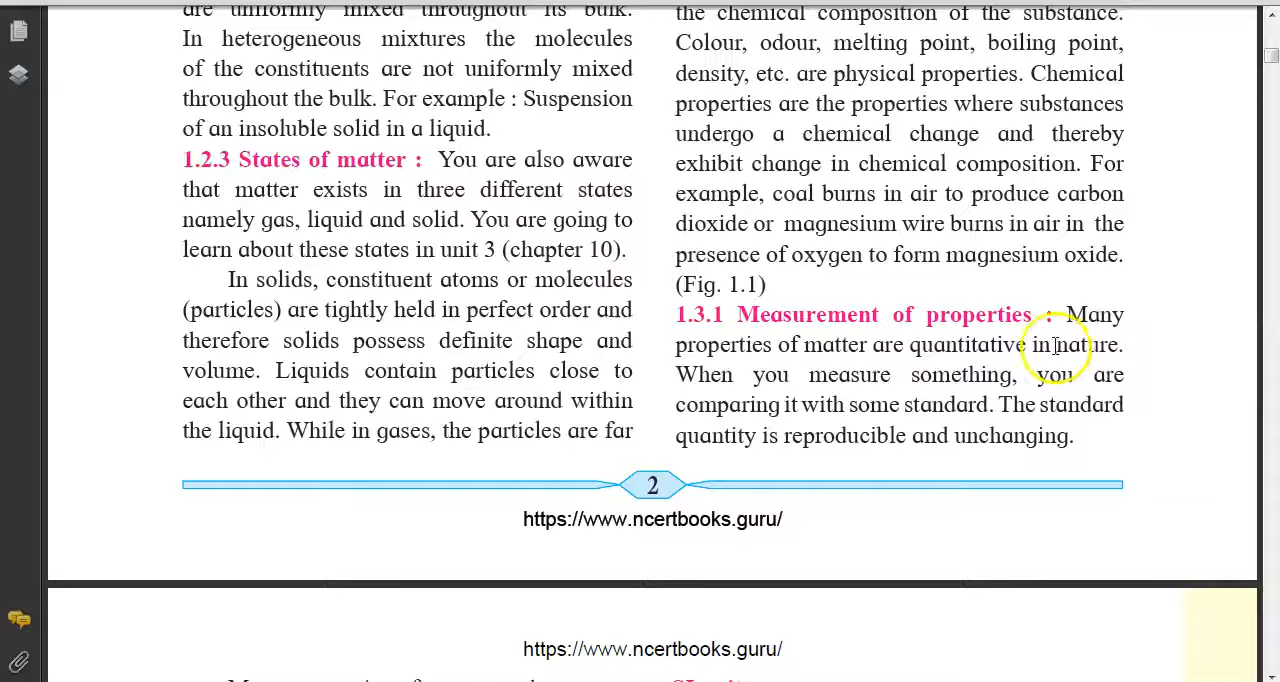 are uniformly mixed throughout its bulk.
In heterogeneous mixtures the molecules
of the constituents are not uniformly mixed
throughout the bulk. For example : Suspension
of an insoluble solid in a liquid.
1.2.3 States of matter : You are also aware
that matter exists in three different states
namely gas, liquid and solid. You are going to
learn about these states in unit 3 (chapter 10).
In solids, constituent atoms or molecules
(particles) are tightly held in perfect order and
therefore solids possess definite shape and
volume. Liquids contain particles close to
each other and they can move around within
the liquid. While in gases, the particles are far
the chemical composition of the substance.
Colour, odour, melting point, boiling point,
density, etc. are physical properties. Chemical
properties are the properties where substances
undergo a chemical change and thereby
exhibit change in chemical composition. For
example, coal burns in air to produce carbon
dioxide or magnesium wire burns in air in the
presence of oxygen to form magnesium oxide.
(Fig. 1.1)
1.3.1 Measurement of properties : Many
properties of matter are quantitative in nature.
When you measure something, you are
comparing it with some standard. The standard
quantity is reproducible and unchanging.
2
https://www.ncertbooks.guru/
https://www.ncertbooks.guru/